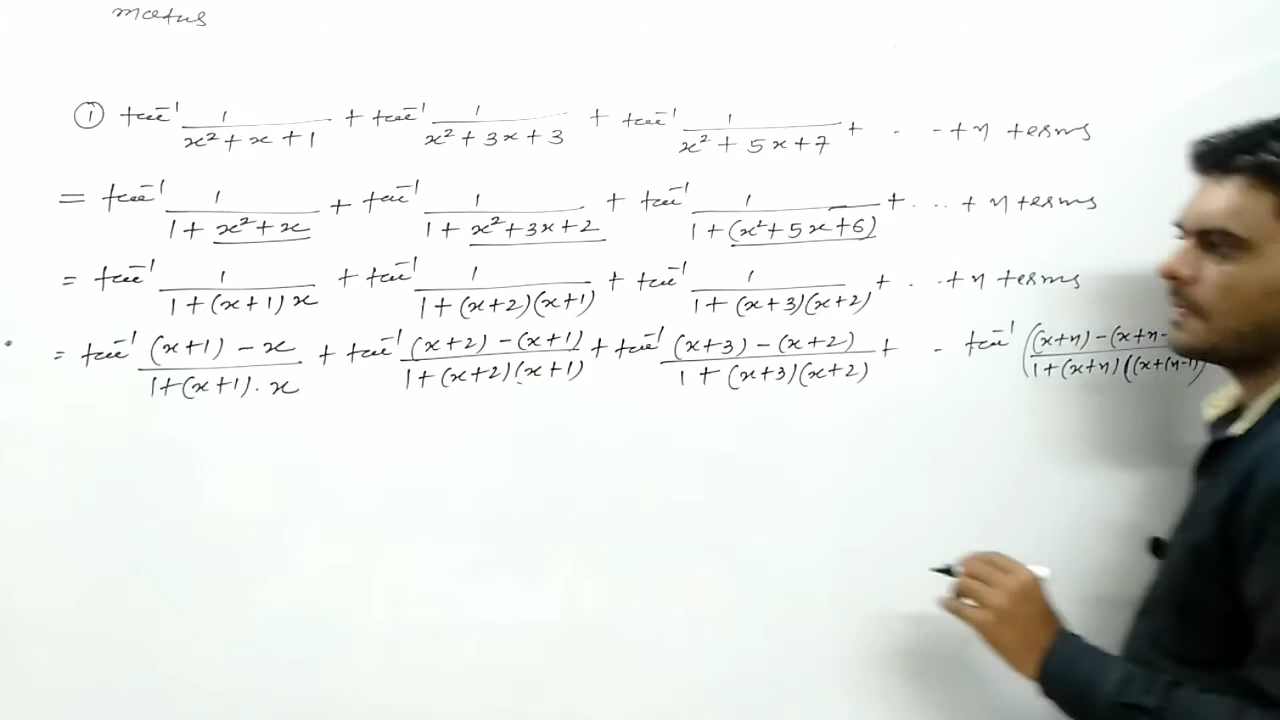 matus
① tan⁻¹ 1/(x² + x + 1) + tan⁻¹ 1/(x² + 3x + 3) + tan⁻¹ 1/(x² + 5x + 7) + . . - + n terms
= tan⁻¹ 1/(1 + x² + x) + tan⁻¹ 1/(1 + x² + 3x + 2) + tan⁻¹ 1/(1 + (x² + 5x + 6)) + . .. + n terms
= tan⁻¹ 1/(1 + (x+1) x) + tan⁻¹ 1/(1 + (x+2)(x+1)) + tan⁻¹ 1/(1 + (x+3)(x+2)) + . . + n terms
= tan⁻¹ ((x+1) - x)/(1 + (x+1) . x) + tan⁻¹ ((x+2) - (x+1))/(1 + (x+2)(x+1)) + tan⁻¹ ((x+3) - (x+2))/(1 + (x+3)(x+2)) + - tan⁻¹ ((x+n) - (x+n-)/(1 + (x+n)((x+(n-1))